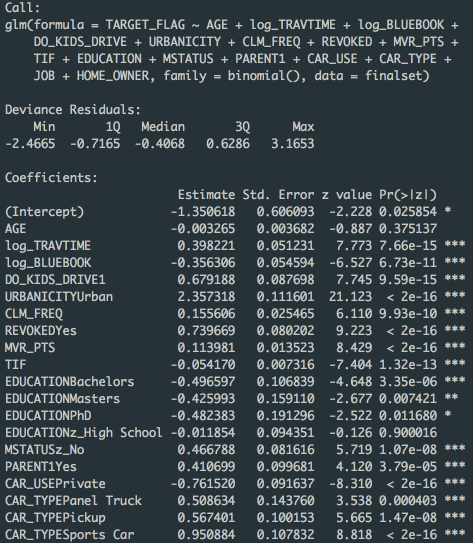 Call:
glm(formula = TARGET_FLAG ~ AGE + log_TRAVTIME + log_BLUEBOOK +
    DO_KIDS_DRIVE + URBANICITY + CLM_FREQ + REVOKED + MVR_PTS +
    TIF + EDUCATION + MSTATUS + PARENT1 + CAR_USE + CAR_TYPE +
    JOB + HOME_OWNER, family = binomial(), data = finalset)
Deviance Residuals:
    Min      1Q  Median      3Q     Max
-2.4665 -0.7165 -0.4068  0.6286  3.1653
Coefficients:
                       Estimate Std. Error z value Pr(>|z|)
(Intercept)           -1.350618   0.606093  -2.228 0.025854 *
AGE                   -0.003265   0.003682  -0.887 0.375137
log_TRAVTIME           0.398221   0.051231   7.773 7.66e-15 ***
log_BLUEBOOK          -0.356306   0.054594  -6.527 6.73e-11 ***
DO_KIDS_DRIVE1         0.679188   0.087698   7.745 9.59e-15 ***
URBANICITYUrban        2.357318   0.111601  21.123  < 2e-16 ***
CLM_FREQ               0.155606   0.025465   6.110 9.93e-10 ***
REVOKEDYes             0.739669   0.080202   9.223  < 2e-16 ***
MVR_PTS                0.113981   0.013523   8.429  < 2e-16 ***
TIF                   -0.054170   0.007316  -7.404 1.32e-13 ***
EDUCATIONBachelors    -0.496597   0.106839  -4.648 3.35e-06 ***
EDUCATIONMasters      -0.425993   0.159110  -2.677 0.007421 **
EDUCATIONPhD          -0.482383   0.191296  -2.522 0.011680 *
EDUCATIONz_High School -0.011854   0.094351  -0.126 0.900016
MSTATUSz_No            0.466788   0.081616   5.719 1.07e-08 ***
PARENT1Yes             0.410699   0.099681   4.120 3.79e-05 ***
CAR_USEPrivate        -0.761520   0.091637  -8.310  < 2e-16 ***
CAR_TYPEPanel Truck    0.508634   0.143760   3.538 0.000403 ***
CAR_TYPEPickup         0.567401   0.100153   5.665 1.47e-08 ***
CAR_TYPESports Car     0.950884   0.107832   8.818  < 2e-16 ***